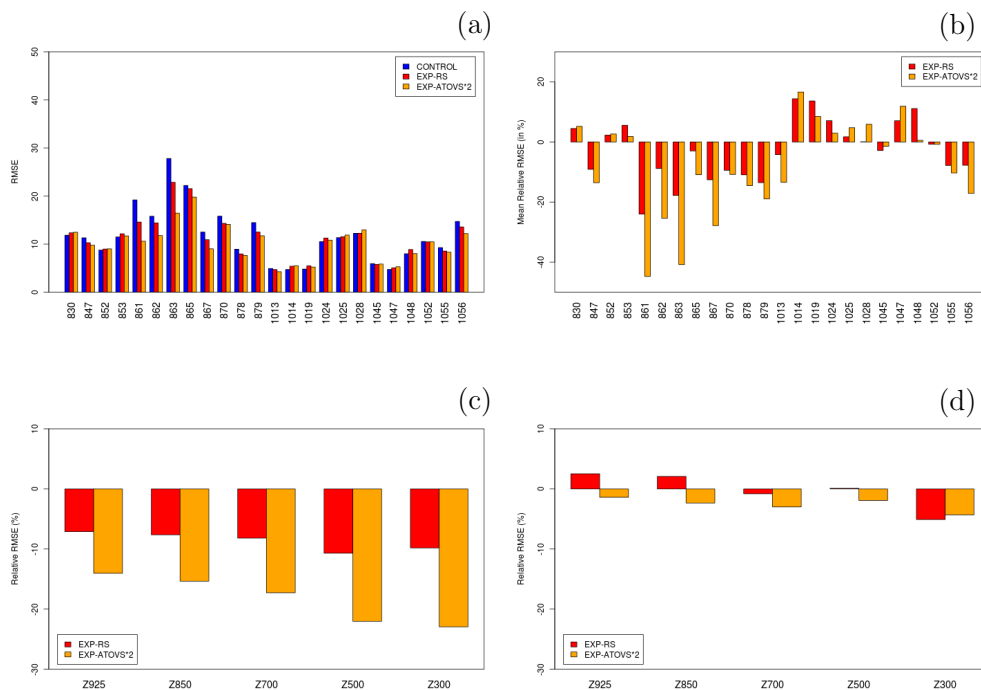 (a)
RMSE
50
40
30
20
10
0
CONTROL
EXP-RS
EXP-ATOVS*2
830 847 852 853 861 862 863 865 867 870 878 879 1013 1014 1019 1024 1025 1028 1045 1047 1048 1052 1055 1056
(b)
Mean Relative RMSE (in %)
20
0
-20
-40
EXP-RS
EXP-ATOVS*2
830 847 852 853 861 862 863 865 867 870 878 879 1013 1014 1019 1024 1025 1028 1045 1047 1048 1052 1055 1056
(c)
Relative RMSE (%)
10
0
-10
-20
-30
EXP-RS
EXP-ATOVS*2
Z925 Z850 Z700 Z500 Z300
(d)
Relative RMSE (%)
10
0
-10
-20
-30
EXP-RS
EXP-ATOVS*2
Z925 Z850 Z700 Z500 Z300